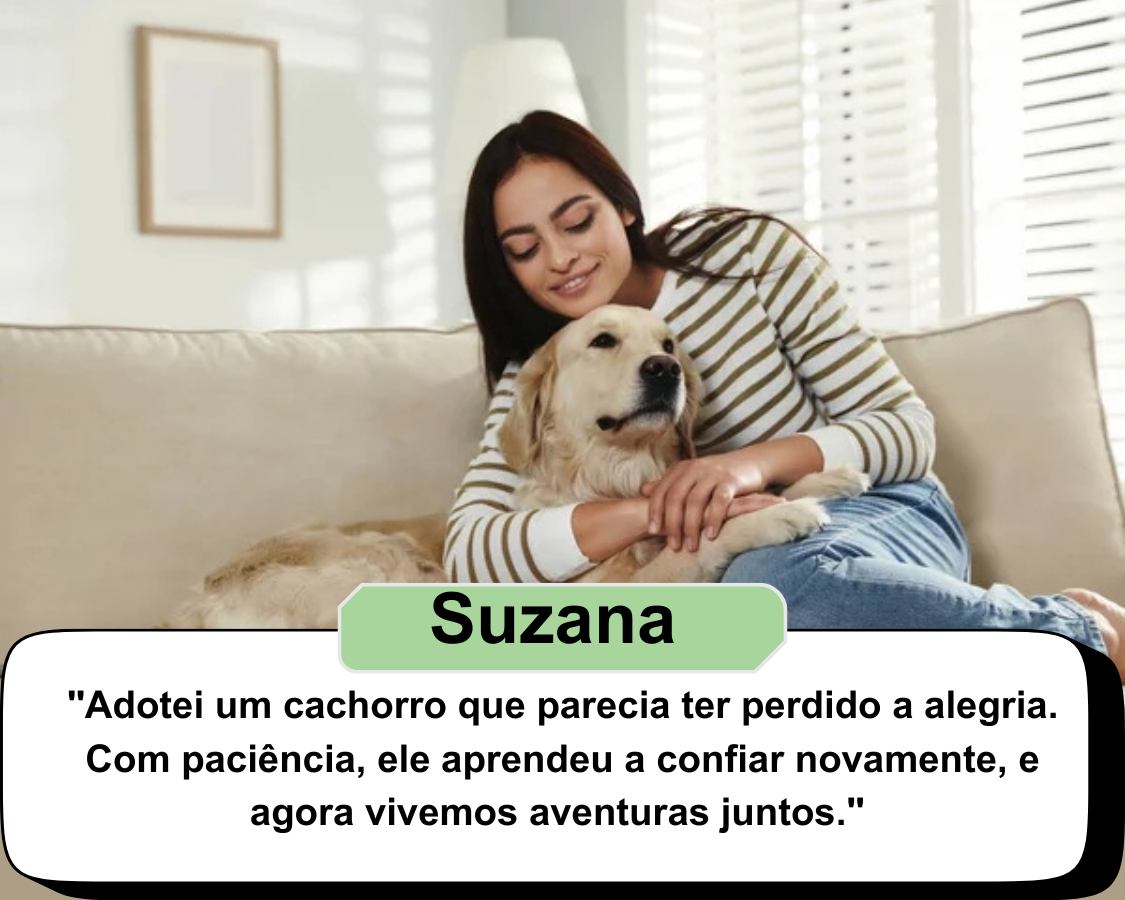 Suzana
"Adotei um cachorro que parecia ter perdido a alegria.
Com paciência, ele aprendeu a confiar novamente, e
agora vivemos aventuras juntos."